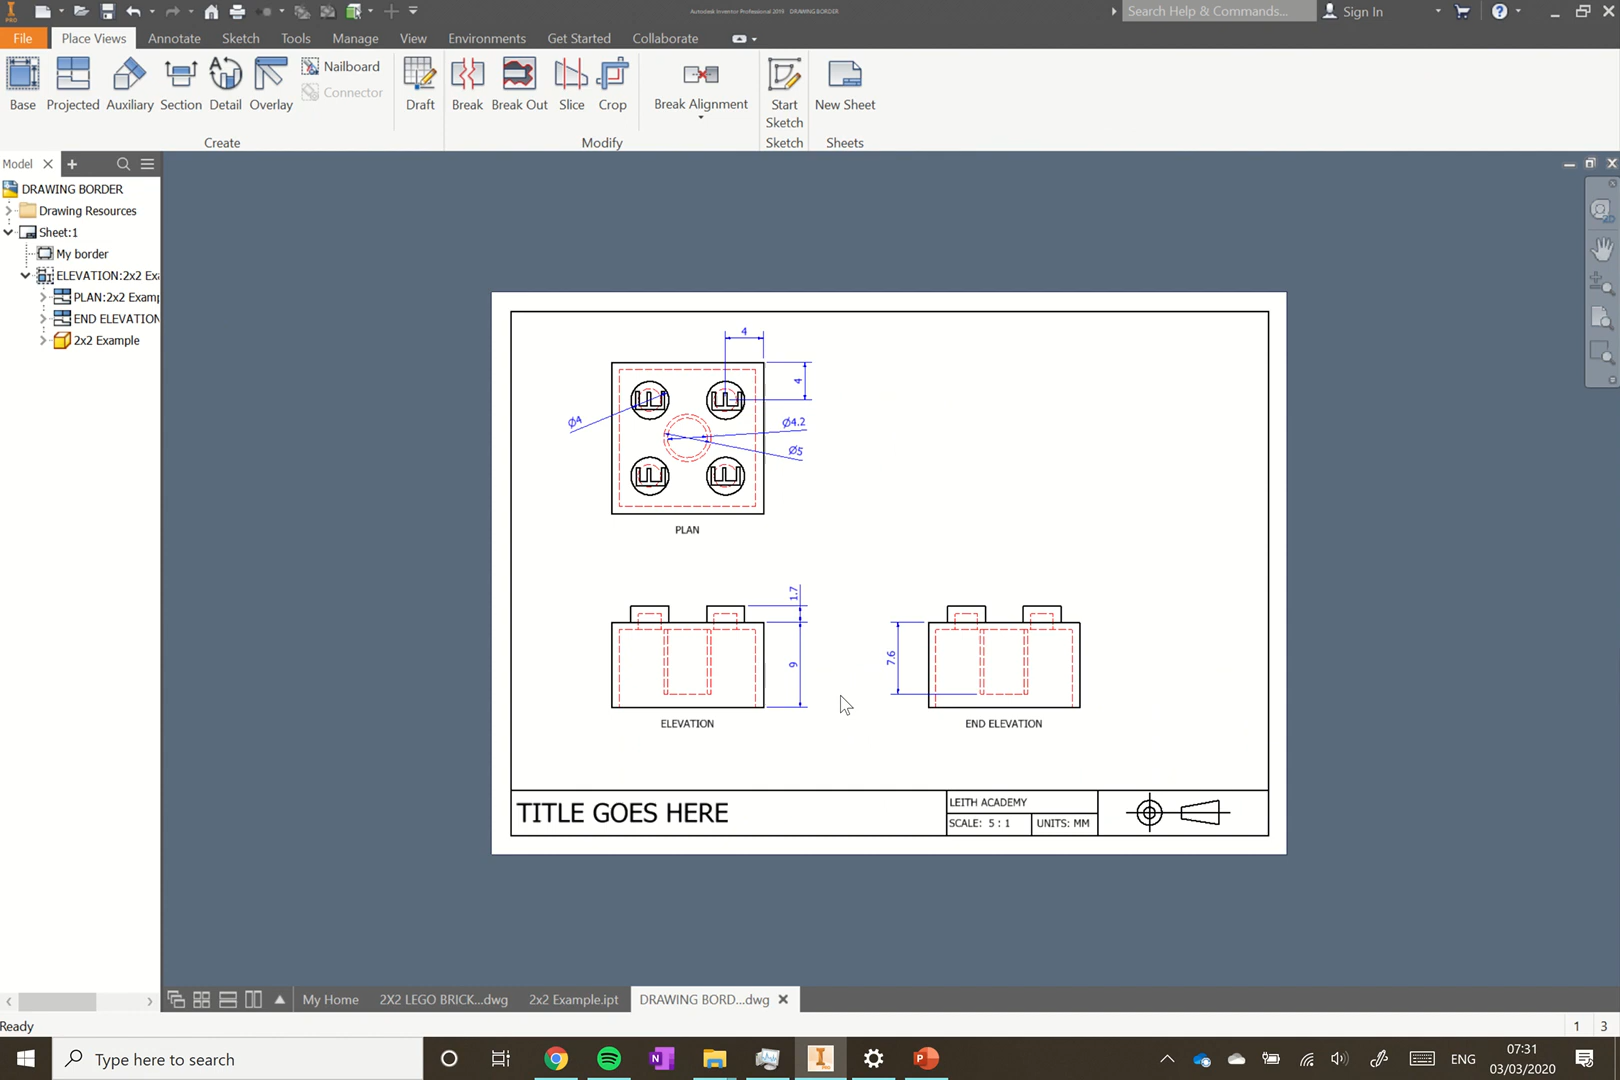 Autodesk Inventor Professional 2019 DRAWING BORDER
Search Help & Commands...
Sign In
PRO
File
Place Views
Annotate
Sketch
Tools
Manage
View
Environments
Get Started
Collaborate
Base
Projected
Auxiliary
Section
Detail
Overlay
Nailboard
Connector
Draft
Break
Break Out
Slice
Crop
Break Alignment
Start Sketch
New Sheet
Create
Modify
Sketch
Sheets
Model
DRAWING BORDER
Drawing Resources
Sheet:1
My border
ELEVATION:2x2 Exa
PLAN:2x2 Examp
END ELEVATION
2x2 Example
4
4
Ø4
Ø4.2
Ø5
PLAN
1.7
9
7.6
ELEVATION
END ELEVATION
TITLE GOES HERE
LEITH ACADEMY
SCALE: 5 : 1
UNITS: MM
My Home
2X2 LEGO BRICK...dwg
2x2 Example.ipt
DRAWING BORD...dwg
Ready
1
3
Type here to search
ENG
07:31
03/03/2020